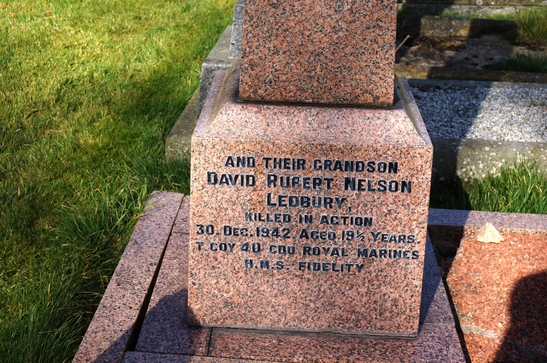 AND THEIR GRANDSON
DAVID RUPERT NELSON
LEDBURY,
KILLED IN ACTION
30. DEC. 1942. AGED 19½ YEARS.
T. COY 40 CDO ROYAL MARINES
H.M.S. FIDELITY